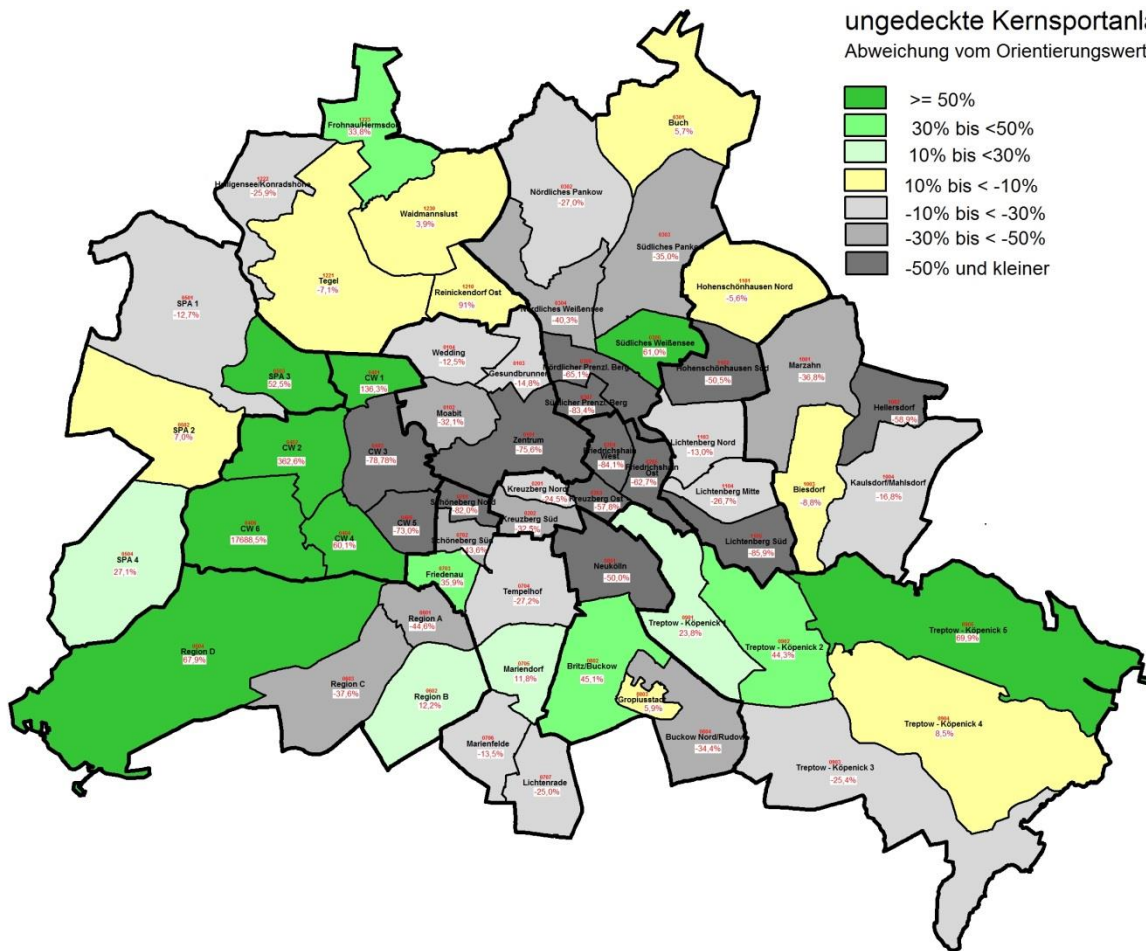 ungedeckte Kernsportanla
Abweichung vom Orientierungswert
>= 50%
30% bis <50%
10% bis <30%
10% bis < -10%
-10% bis < -30%
-30% bis < -50%
-50% und kleiner
Frohnau/Hermsdorf
33,8%
Buch
5,7%
Heiligensee/Konradshöhe
-25,9%
Nördliches Pankow
-27,0%
Waidmannslust
3,9%
Südliches Pankow
-35,0%
Tegel
-7,1%
Hohenschönhausen Nord
-5,6%
Reinickendorf Ost
91%
SPA 1
-12,7%
Nördliches Weißensee
-40,3%
Südliches Weißensee
61,0%
Wedding
-12,5%
Gesundbrunnen
-14,8%
Nördlicher Prenzl. Berg
-65,1%
Hohenschönhausen Süd
-50,5%
Marzahn
-36,8%
SPA 3
52,5%
CW 1
136,3%
Südlicher Prenzl. Berg
-83,4%
Hellersdorf
-58,9%
Moabit
-32,1%
SPA 2
7,0%
CW 2
362,6%
CW 3
-78,78%
Zentrum
-75,6%
Friedrichshain
West
-84,1%
Friedrichshain
Ost
-62,7%
Lichtenberg Nord
-13,0%
Lichtenberg Mitte
-26,7%
Biesdorf
-8,8%
Kaulsdorf/Mahlsdorf
-16,8%
Kreuzberg Nord
-24,5%
Kreuzberg Ost
-57,8%
Schöneberg Nord
-82,0%
Kreuzberg Süd
-32,5%
CW 6
17688,5%
CW 4
60,1%
CW 5
-73,0%
Schöneberg Süd
-43,6%
Lichtenberg Süd
-85,9%
SPA 4
27,1%
Friedenau
35,9%
Neukölln
-50,0%
Tempelhof
-27,2%
Region A
-44,6%
Treptow - Köpenick 1
23,8%
Treptow - Köpenick 2
44,3%
Treptow - Köpenick 5
69,9%
Region D
67,9%
Region C
-37,6%
Region B
12,2%
Mariendorf
11,8%
Britz/Buckow
45,1%
Gropiusstadt
5,9%
Treptow - Köpenick 4
8,5%
Marienfelde
-13,5%
Buckow Nord/Rudow
-34,4%
Treptow - Köpenick 3
-25,4%
Lichtenrade
-25,0%